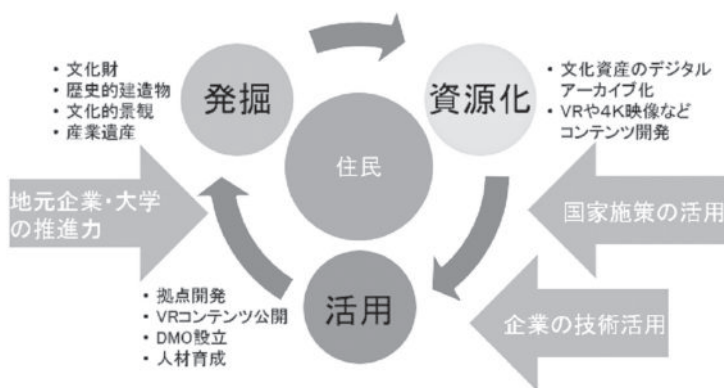 ・文化財
・歴史的建造物
・文化的景観
・産業遺産
発掘
資源化
・文化資産のデジタル
アーカイブ化
・VRや4K映像など
コンテンツ開発
住民
地元企業・大学
の推進力
国家施策の活用
・拠点開発
・VRコンテンツ公開
・DMO設立
・人材育成
活用
企業の技術活用